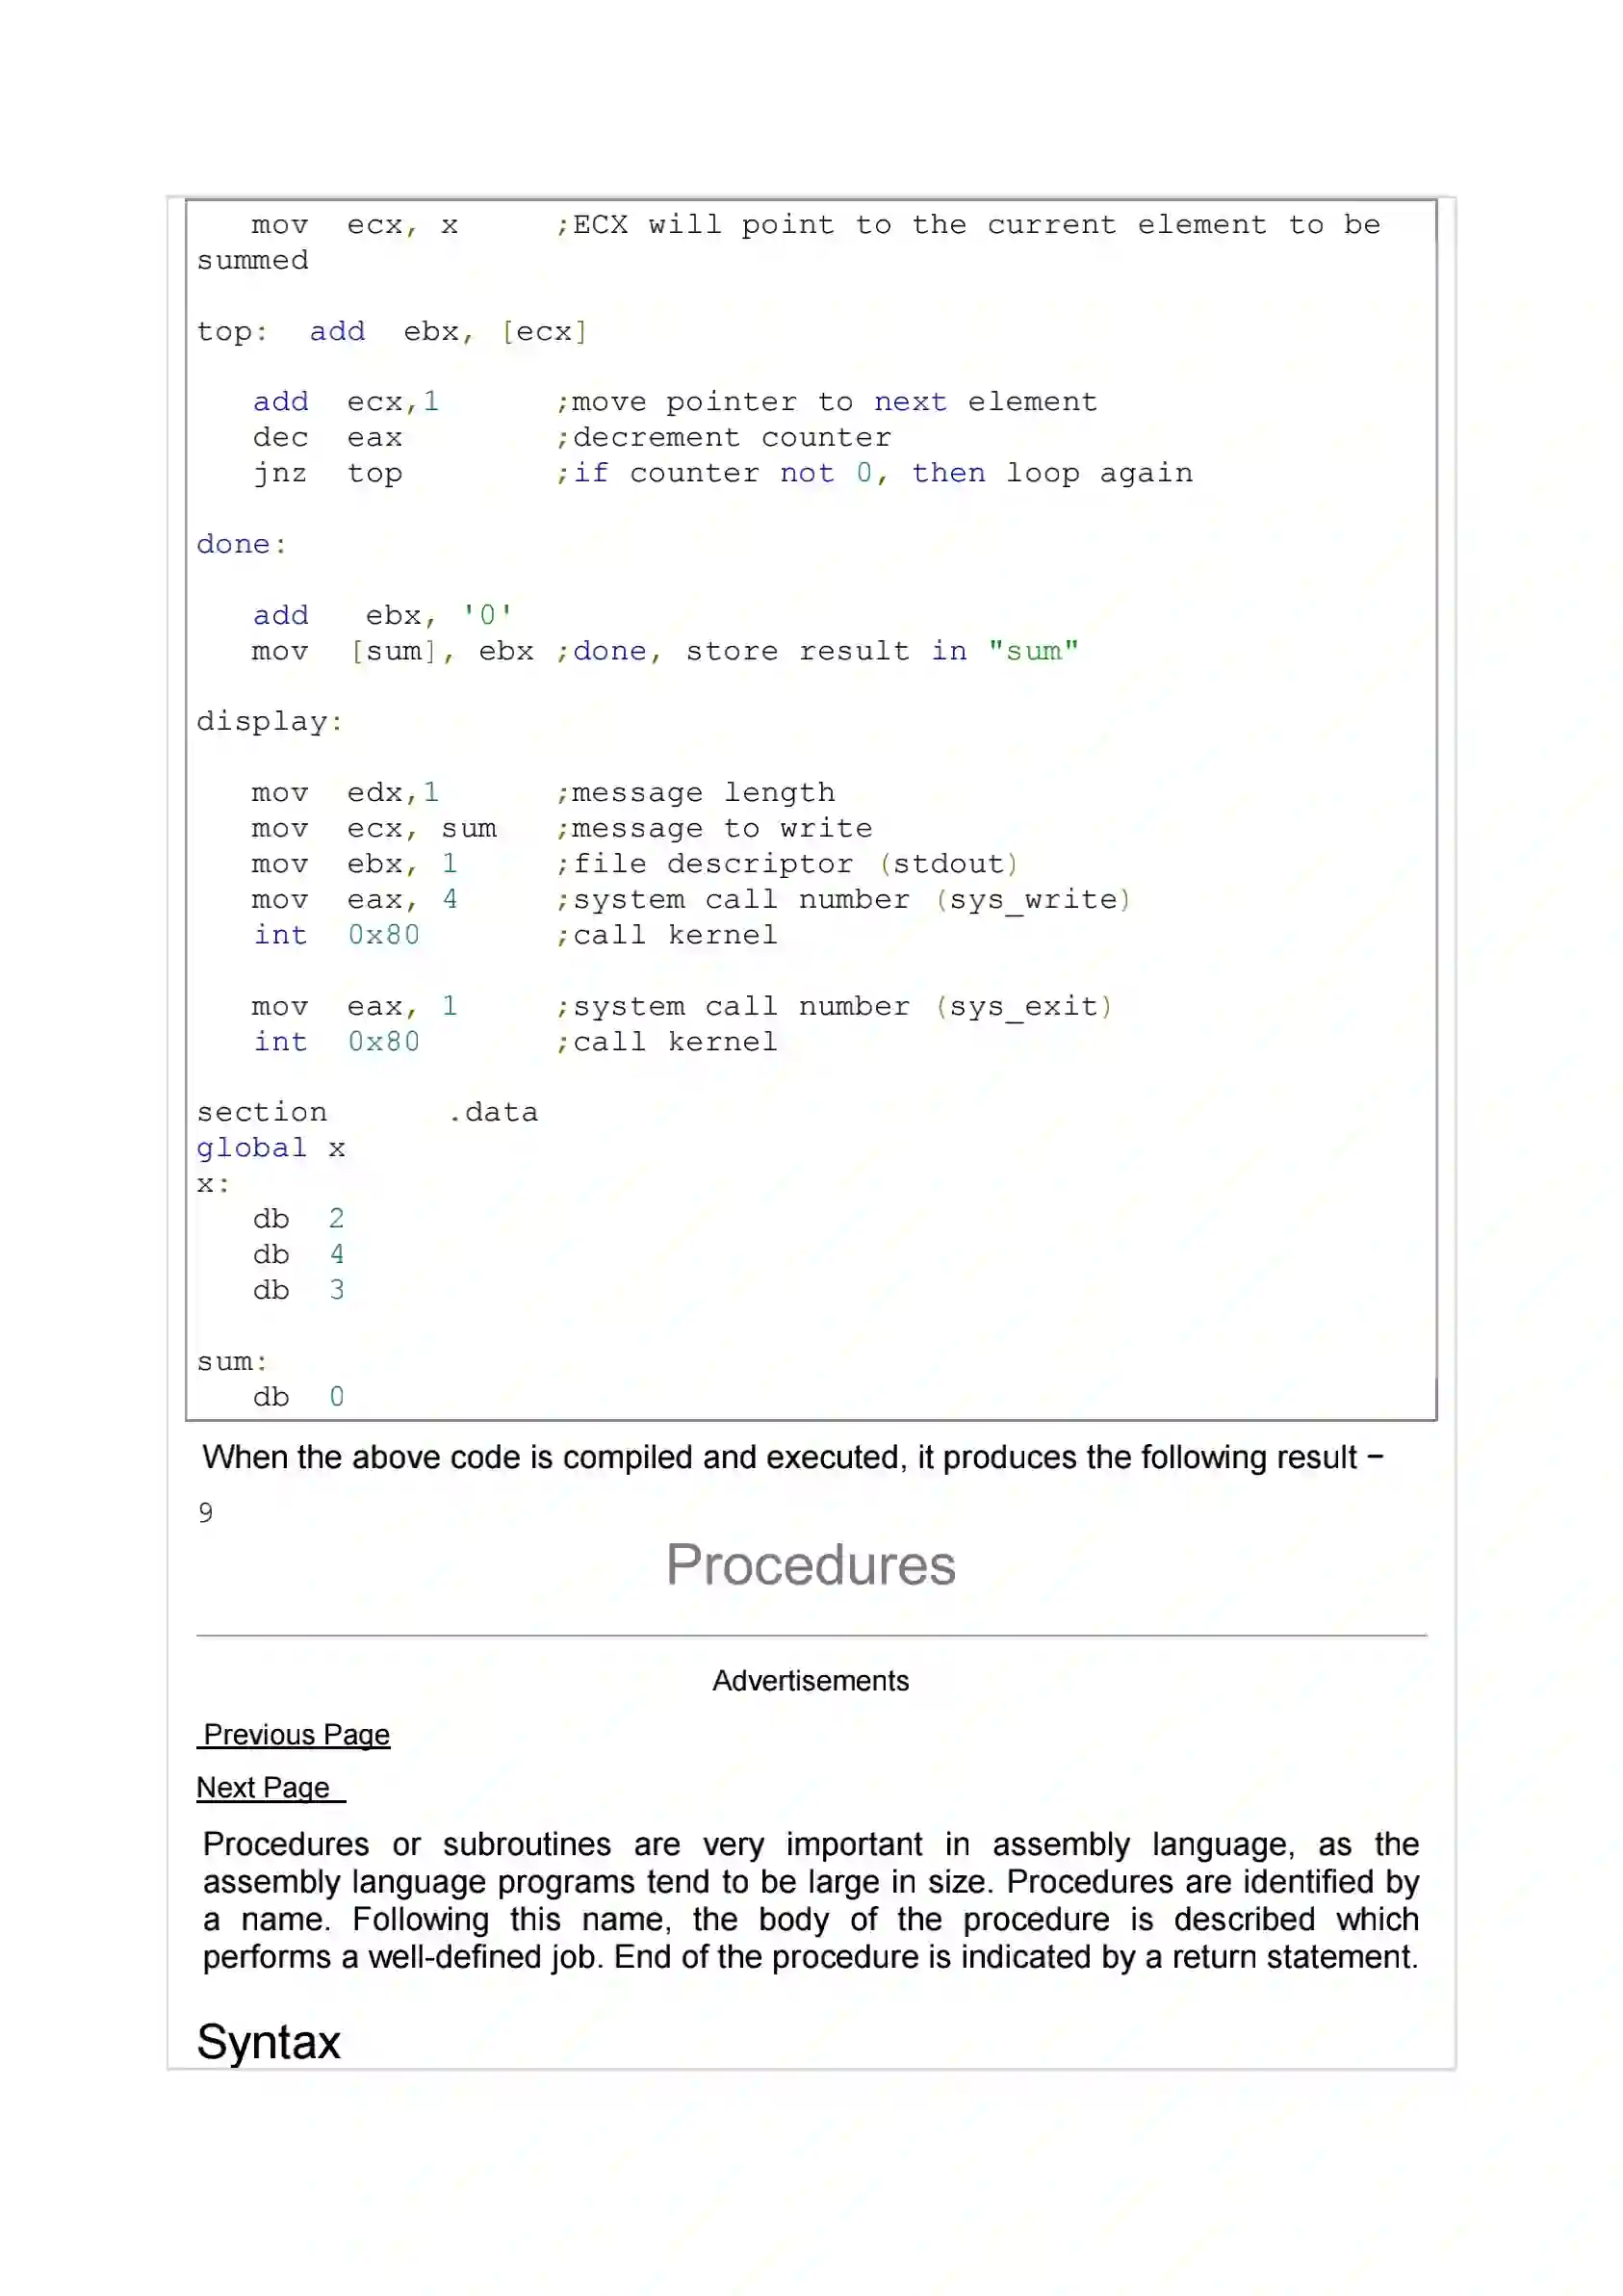 mov  ecx, x     ;ECX will point to the current element to be
summed

top:  add  ebx, [ecx]

   add  ecx,1      ;move pointer to next element
   dec  eax        ;decrement counter
   jnz  top        ;if counter not 0, then loop again

done:

   add   ebx, '0'
   mov  [sum], ebx ;done, store result in "sum"

display:

   mov  edx,1      ;message length
   mov  ecx, sum   ;message to write
   mov  ebx, 1     ;file descriptor (stdout)
   mov  eax, 4     ;system call number (sys_write)
   int  0x80       ;call kernel

   mov  eax, 1     ;system call number (sys_exit)
   int  0x80       ;call kernel

section      .data
global x
x:
   db  2
   db  4
   db  3

sum:
   db  0
When the above code is compiled and executed, it produces the following result −
9
Procedures
Advertisements
Previous Page
Next Page
Procedures or subroutines are very important in assembly language, as the
assembly language programs tend to be large in size. Procedures are identified by
a name. Following this name, the body of the procedure is described which
performs a well-defined job. End of the procedure is indicated by a return statement.
Syntax